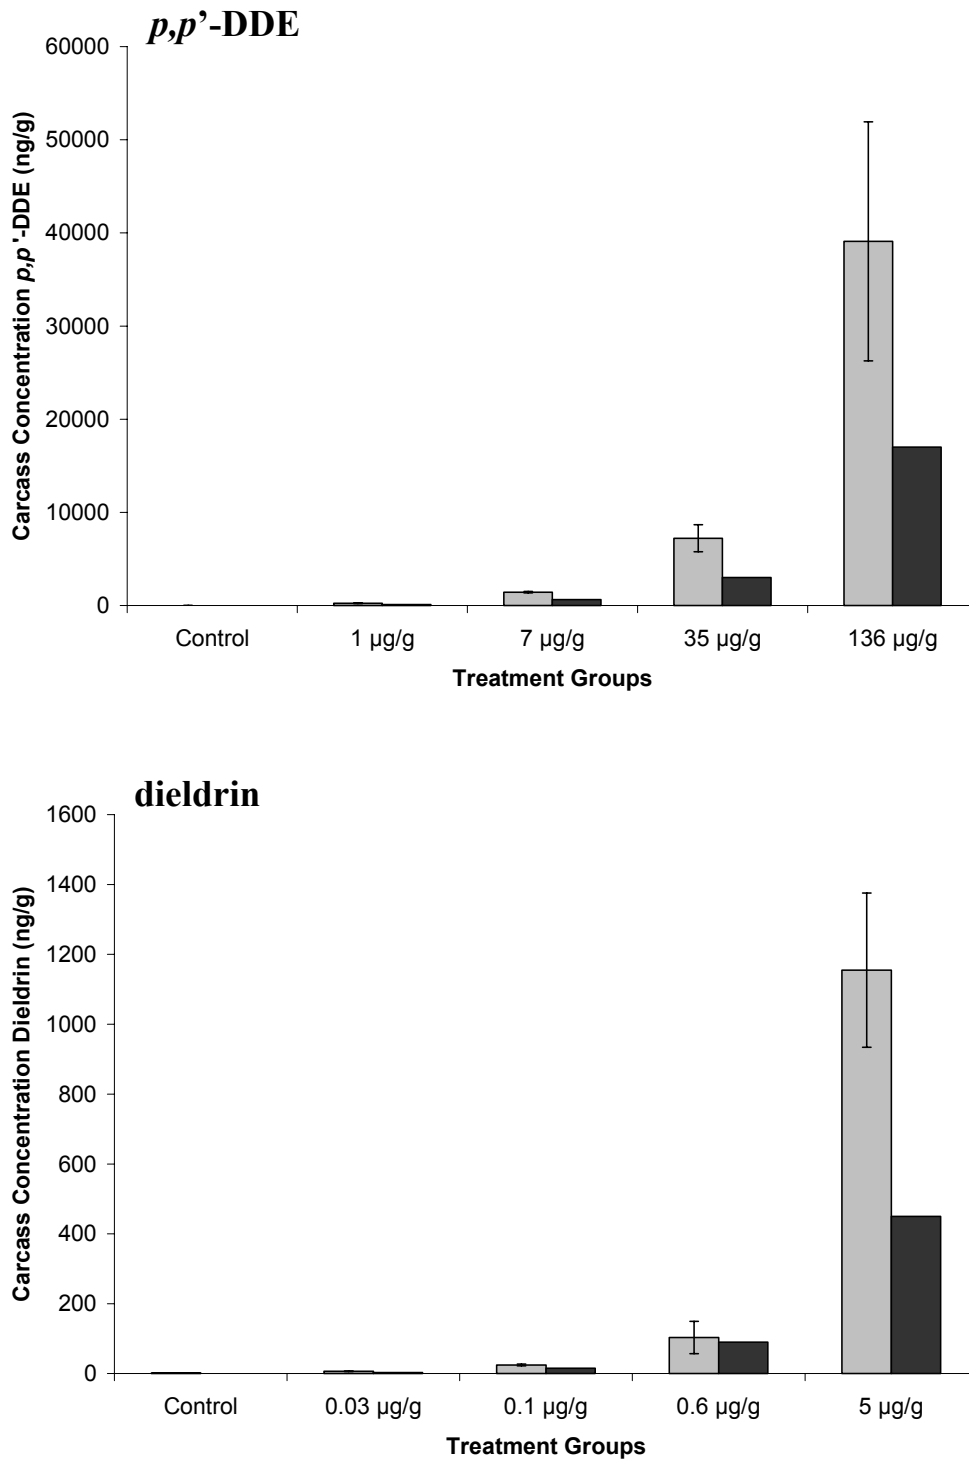 p,p’-DDE
60000
50000
40000
30000
20000
10000
0
Carcass Concentration p,p'-DDE (ng/g)
Control 1 µg/g 7 µg/g 35 µg/g 136 µg/g
Treatment Groups
dieldrin
1600
1400
1200
1000
800
600
400
200
0
Carcass Concentration Dieldrin (ng/g)
Control 0.03 µg/g 0.1 µg/g 0.6 µg/g 5 µg/g
Treatment Groups